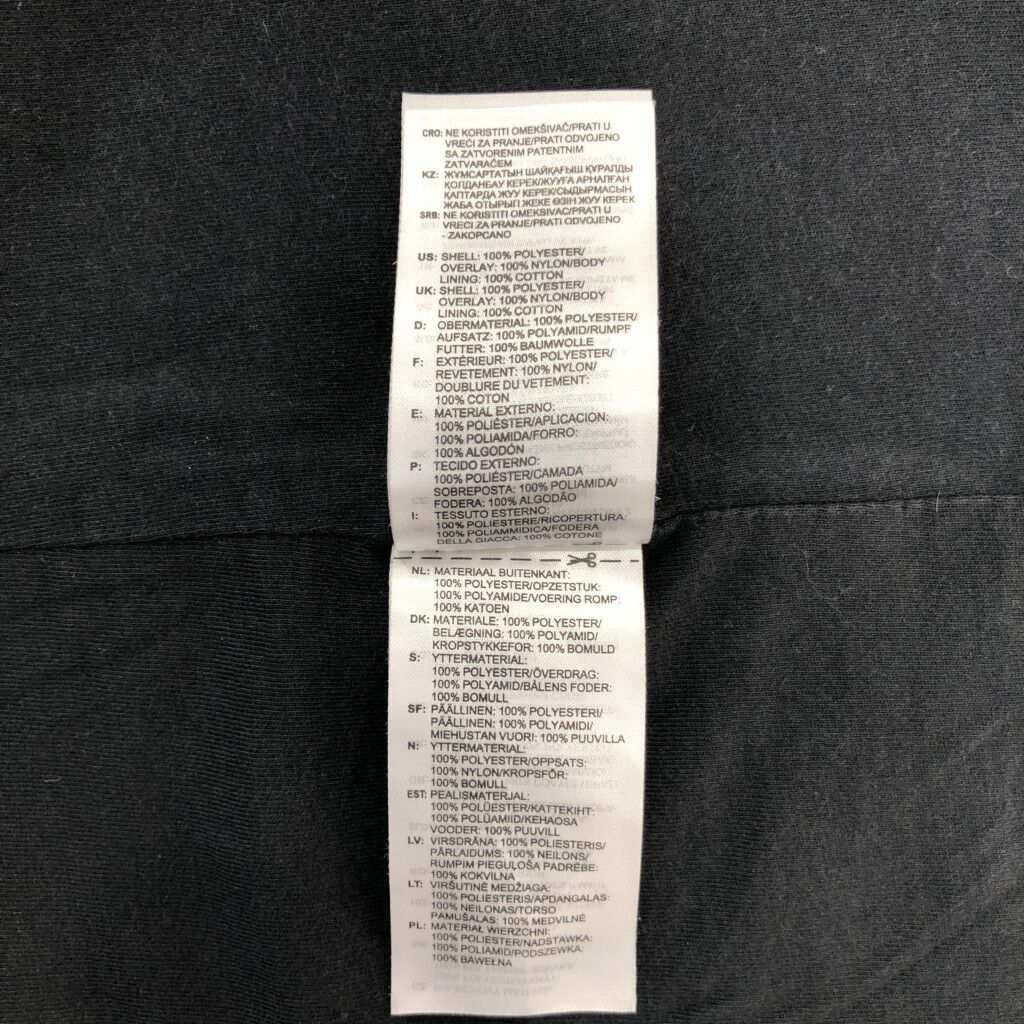 CRO: NE KORISTITI OMEKŠIVAČ/PRATI U
VREĆI ZA PRANJE/PRATI ODVOJENO
SA ZATVORENIM PATENTNIM
ZATVARAČEM
KZ: ЖҰМСАРТАТЫН ШАЙҚАҒЫШ ҚҰРАЛДЫ
ҚОЛДАНБАУ КЕРЕК/ЖУУҒА АРНАЛҒАН
ҚАПТАРДА ЖУУ КЕРЕК/СЫДЫРМАСЫН
ЖАБА ОТЫРЫП ЖЕКЕ ӨЗІН ЖУУ КЕРЕК
SRB: NE KORISTITI OMEKSIVAC/PRATI U
VRECI ZA PRANJE/PRATI ODVOJENO
- ZAKOPCANO
US: SHELL: 100% POLYESTER/
OVERLAY: 100% NYLON/BODY
LINING: 100% COTTON
UK: SHELL: 100% POLYESTER/
OVERLAY: 100% NYLON/BODY
LINING: 100% COTTON
D: OBERMATERIAL: 100% POLYESTER/
AUFSATZ: 100% POLYAMID/RUMPF
FUTTER: 100% BAUMWOLLE
F: EXTÉRIEUR: 100% POLYESTER/
REVETEMENT: 100% NYLON/
DOUBLURE DU VETEMENT:
100% COTON
E: MATERIAL EXTERNO:
100% POLIÉSTER/APLICACION:
100% POLIAMIDA/FORRO:
100% ALGODÓN
P: TECIDO EXTERNO:
100% POLIÉSTER/CAMADA
SOBREPOSTA: 100% POLIAMIDA/
FODERA: 100% ALGODÃO
I: TESSUTO ESTERNO:
100% POLIESTERE/RICOPERTURA:
100% POLIAMMIDICA/FODERA
DELLA GIACCA: 100% COTONE
NL: MATERIAAL BUITENKANT:
100% POLYESTER/OPZETSTUK:
100% POLYAMIDE/VOERING ROMP:
100% KATOEN
DK: MATERIALE: 100% POLYESTER/
BELÆGNING: 100% POLYAMID/
KROPSTYKKEFOR: 100% BOMULD
S: YTTERMATERIAL:
100% POLYESTER/ÖVERDRAG:
100% POLYAMID/BÅLENS FODER:
100% BOMULL
SF: PÄÄLLINEN: 100% POLYESTERI/
PÄÄLLINEN: 100% POLYAMIDI/
MIEHUSTAN VUORI: 100% PUUVILLA
N: YTTERMATERIAL:
100% POLYESTER/OPPSATS:
100% NYLON/KROPSFÔR:
100% BOMULL
EST: PEALISMATERJAL:
100% POLÜESTER/KATTEKIHT:
100% POLÜAMIID/KEHAOSA
VOODER: 100% PUUVILL
LV: VIRSDRĀNA: 100% POLIESTERIS/
PĀRLAIDUMS: 100% NEILONS/
RUMPIM PIEGUĻOŠA PADRĒBE:
100% KOKVILNA
LT: VIRŠUTINĖ MEDŽIAGA:
100% POLIESTERIS/APDANGALAS:
100% NEILONAS/TORSO
PAMUŠALAS: 100% MEDVILNĖ
PL: MATERIAŁ WIERZCHNI:
100% POLIESTER/NADSTAWKA:
100% POLIAMID/PODSZEWKA:
100% BAWEŁNA